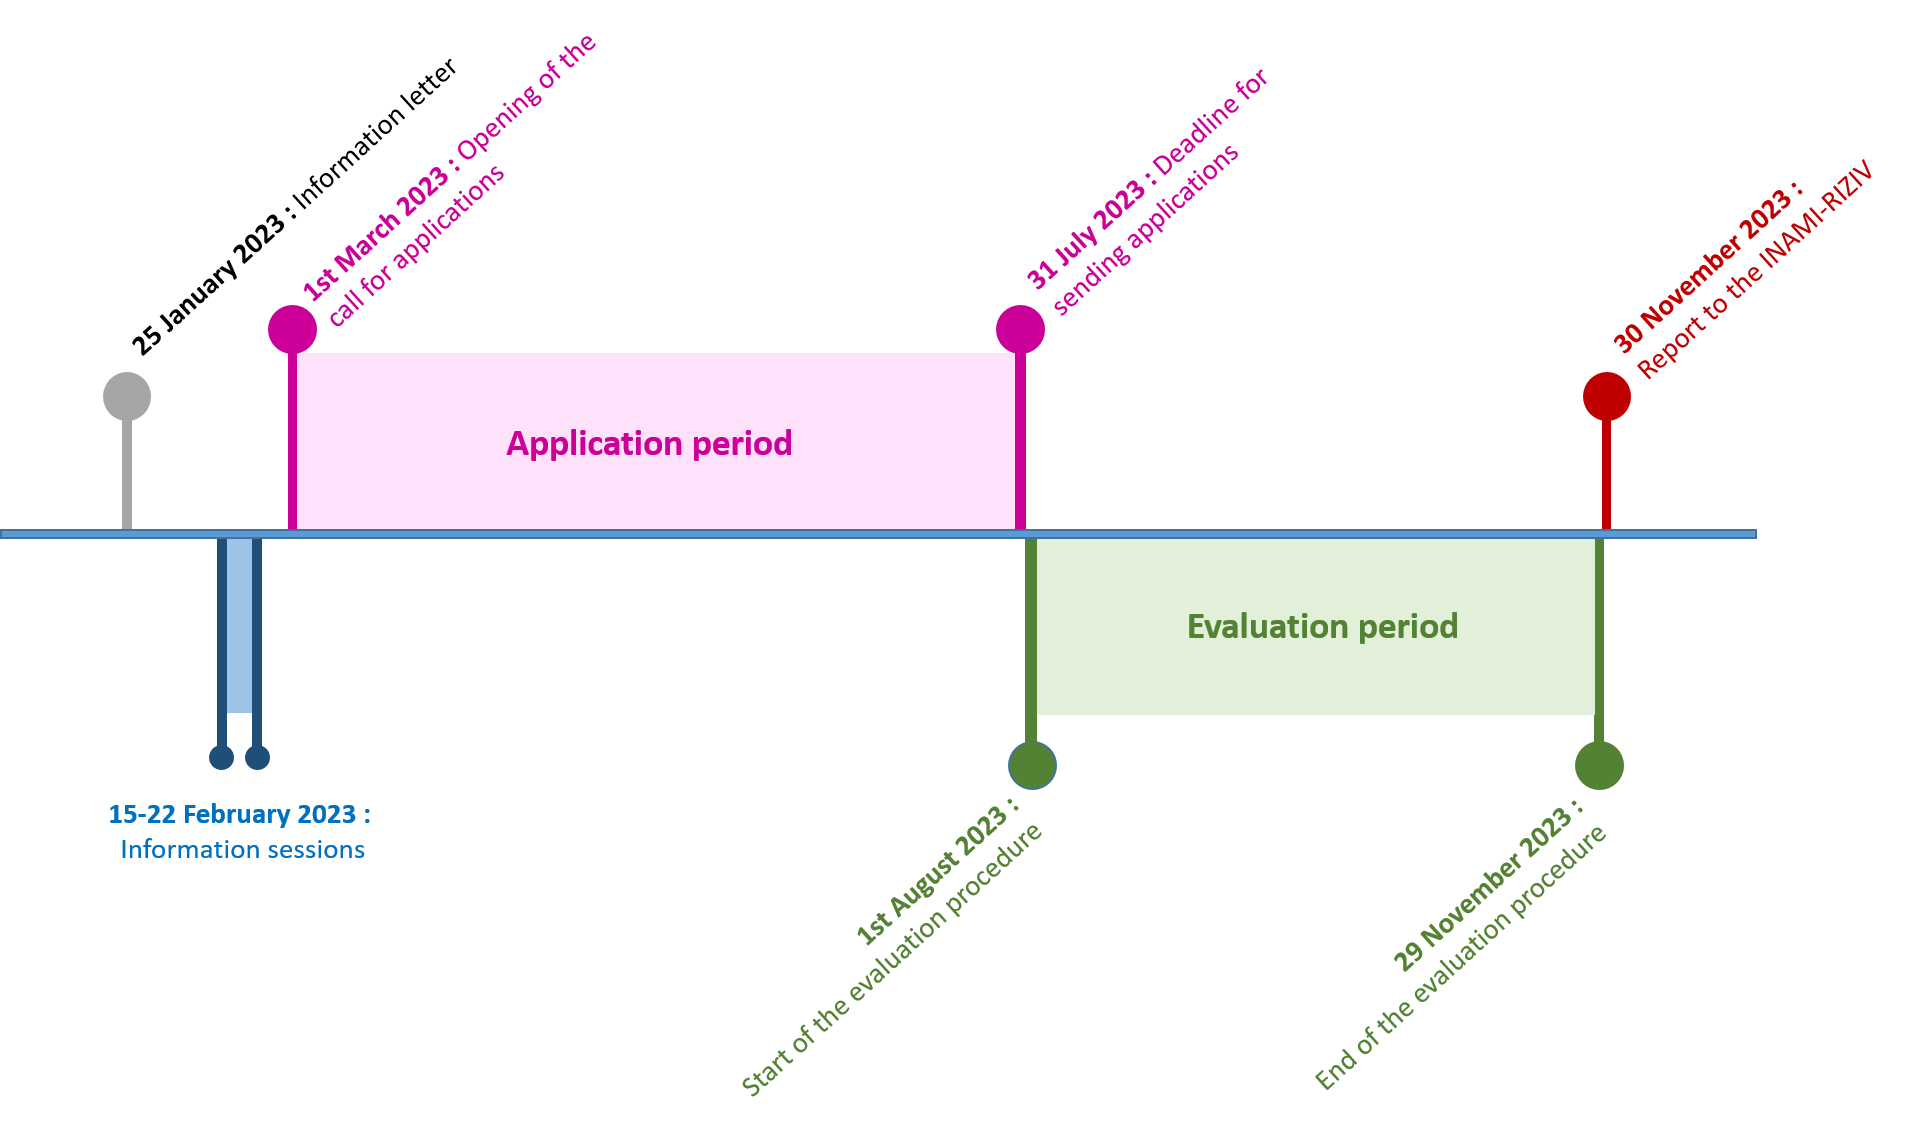 25 January 2023 : Information letter
1st March 2023 : Opening of the
call for applications
31 July 2023 : Deadline for
sending applications
30 November 2023 :
Report to the INAMI-RIZIV
Application period
Evaluation period
15-22 February 2023 :
Information sessions
1st August 2023 :
Start of the evaluation procedure
29 November 2023 :
End of the evaluation procedure